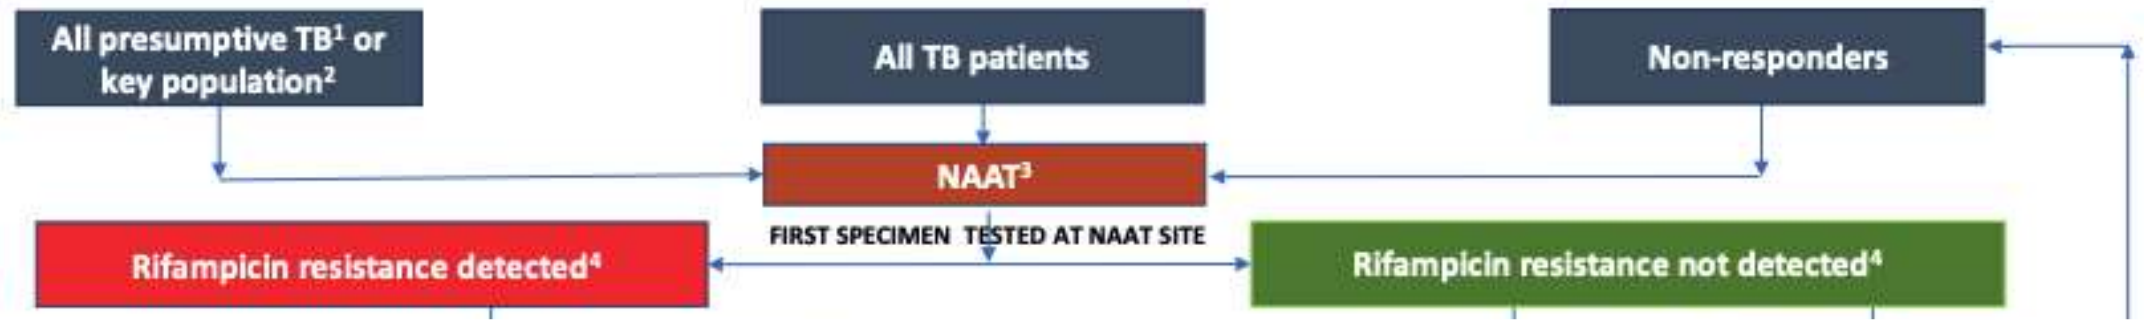 All presumptive TB¹ or
key population²
All TB patients
Non-responders
NAAT³
FIRST SPECIMEN TESTED AT NAAT SITE
Rifampicin resistance detected⁴
Rifampicin resistance not detected⁴